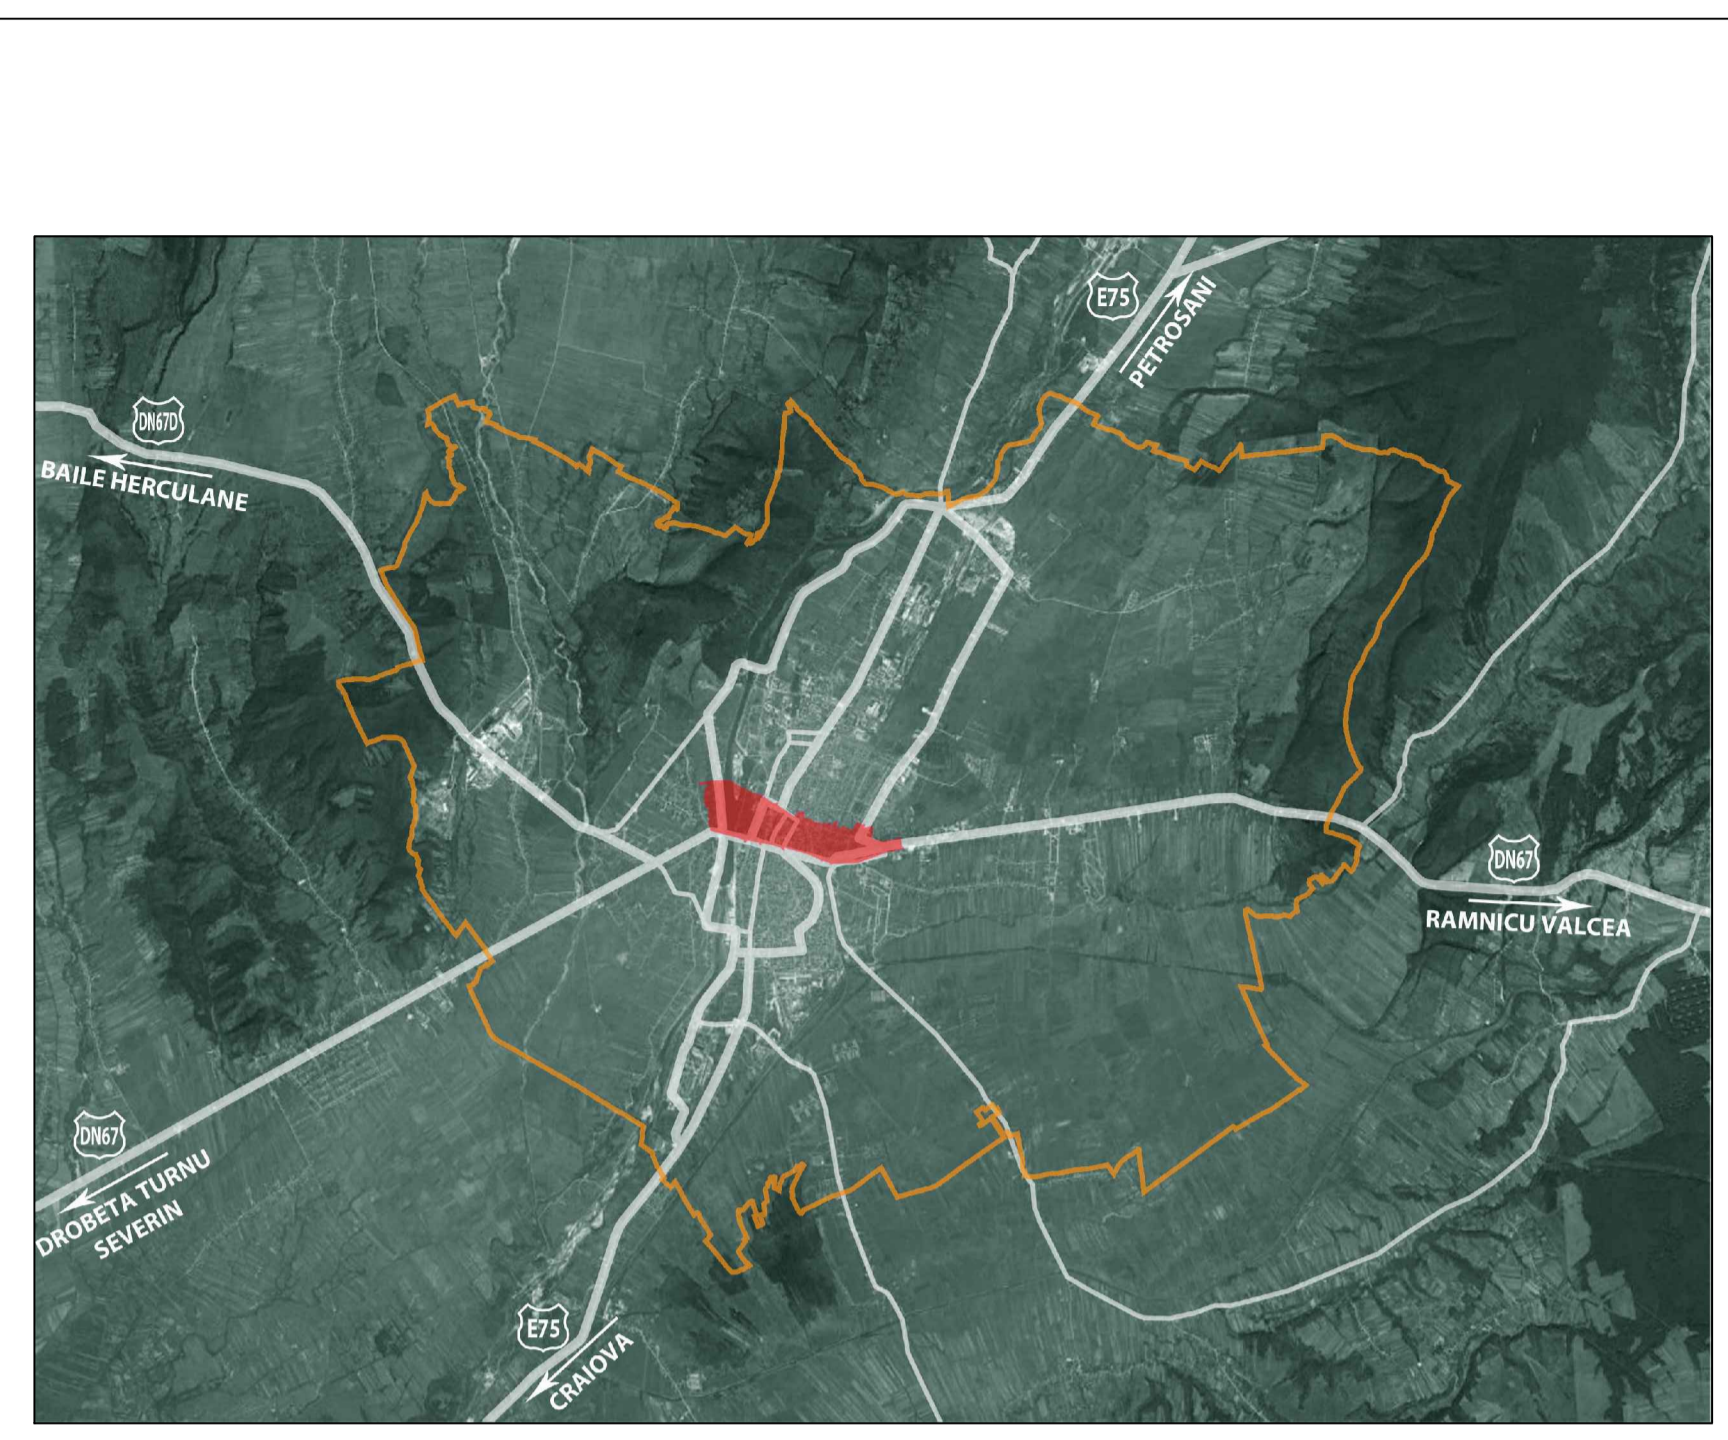 E75
PETROSANI
DN67D
BAILE HERCULANE
DN67
RAMNICU VALCEA
DN67
DROBETA TURNU
SEVERIN
E75
CRAIOVA